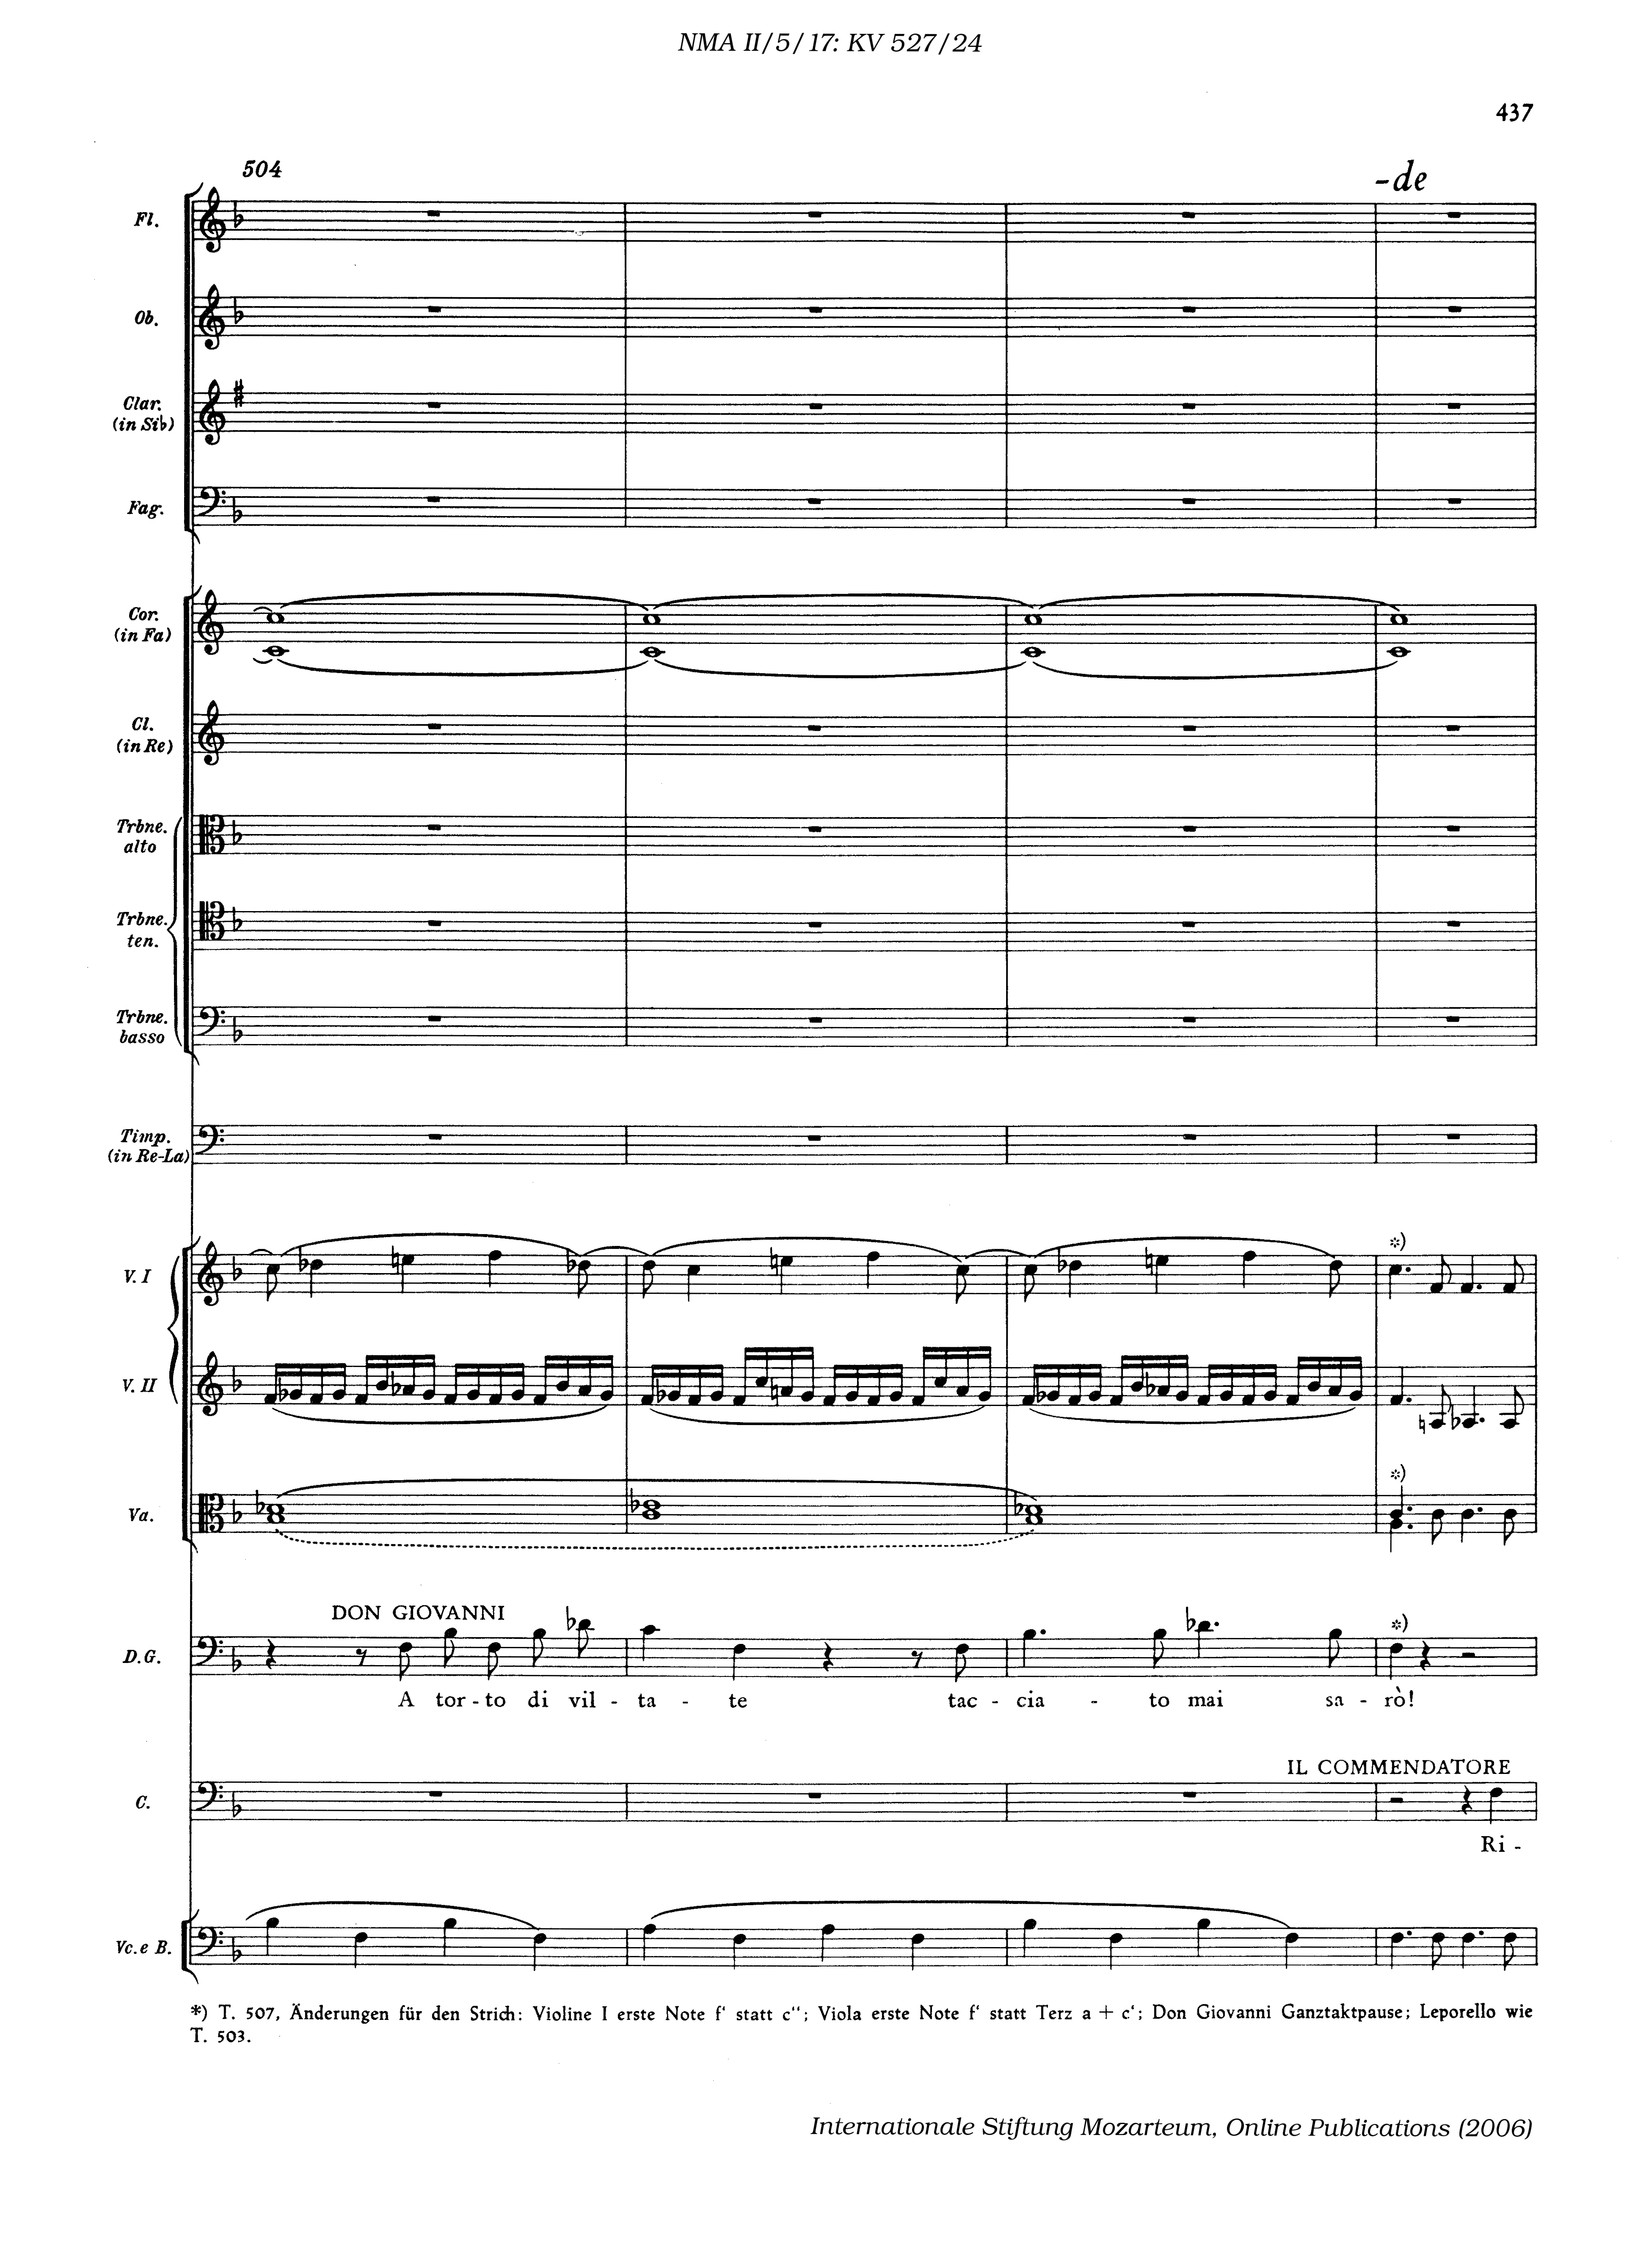 NMA II/5/17: KV 527/24
437
504
-de
Fl.
Ob.
Clar.
(in Si♭)
Fag.
Cor.
(in Fa)
Cl.
(in Re)
Trbne.
alto
Trbne.
ten.
Trbne.
basso
Timp.
(in Re-La)
*)
V. I
V. II
*)
Va.
DON GIOVANNI
*)
D.G.
A tor - to di vil - ta - te tac - cia - to mai sa - rò!
IL COMMENDATORE
C.
Ri -
Vc. e B.
*) T. 507, Änderungen für den Strich: Violine I erste Note f' statt c''; Viola erste Note f' statt Terz a + c'; Don Giovanni Ganztaktpause; Leporello wie
T. 503.
Internationale Stiftung Mozarteum, Online Publications (2006)